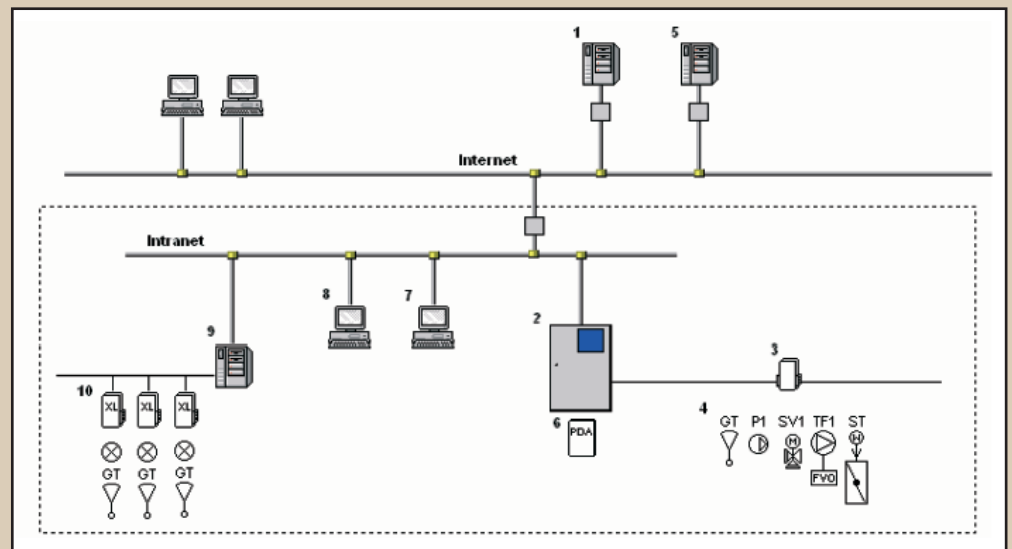 1
5
Internet
Intranet
8
7
2
9
3
10
XL XL XL
4
GT P1 SV1 TF1 ST
6
PDA
M
W
GT GT GT
FVO